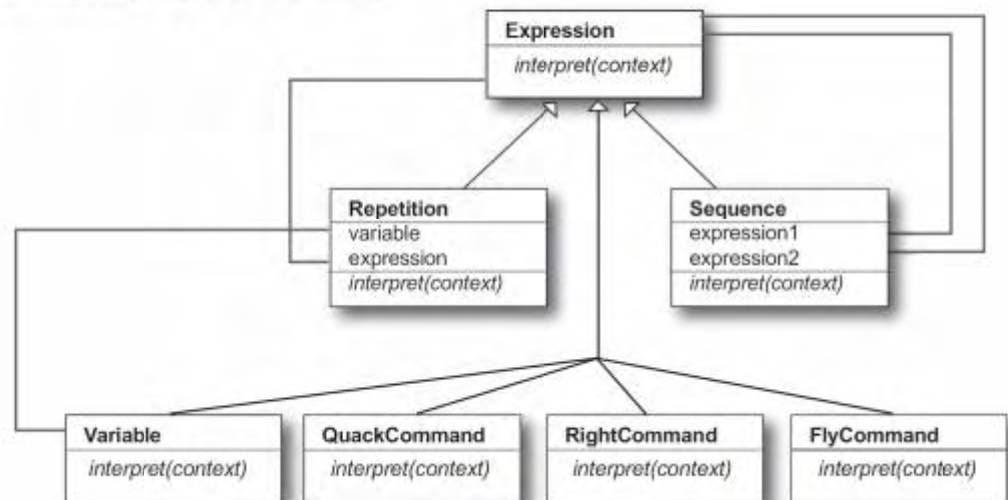 Expression
interpret(context)
Repetition
variable
expression
interpret(context)
Sequence
expression1
expression2
interpret(context)
Variable
interpret(context)
QuackCommand
interpret(context)
RightCommand
interpret(context)
FlyCommand
interpret(context)